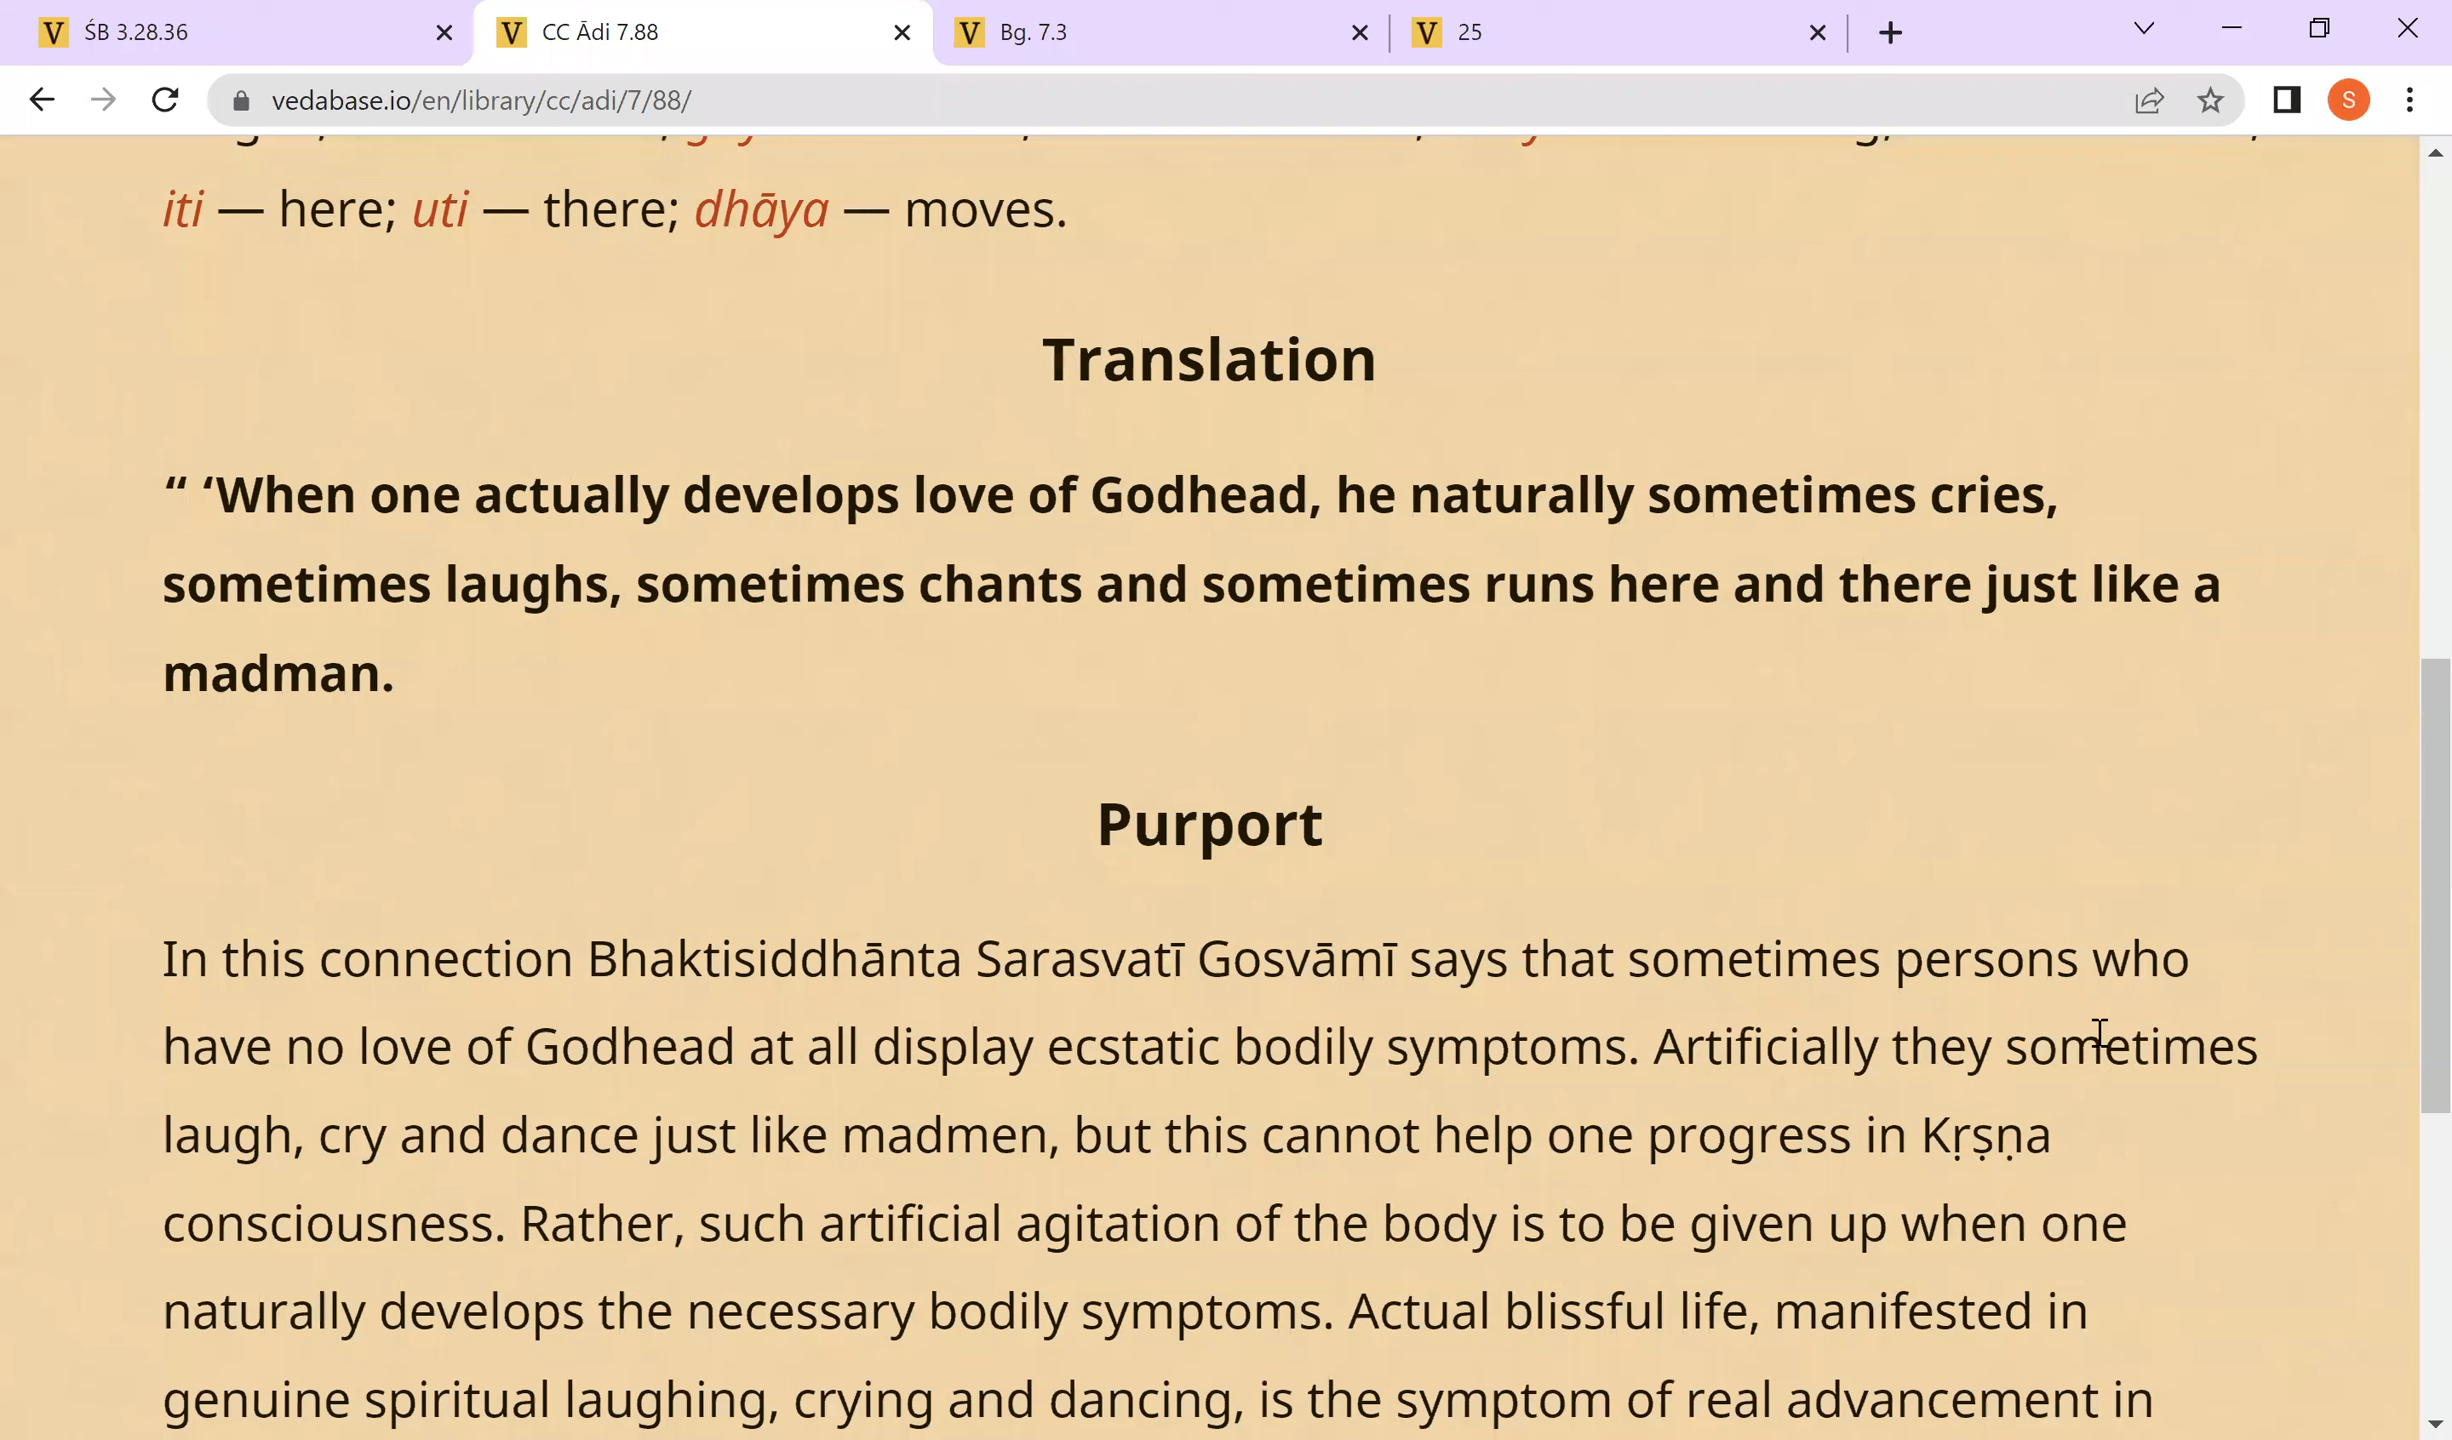 ŚB 3.28.36
CC Ādi 7.88
Bg. 7.3
25
vedabase.io/en/library/cc/adi/7/88/
S
iti — here; uti — there; dhāya — moves.
Translation
“ ‘When one actually develops love of Godhead, he naturally sometimes cries,
sometimes laughs, sometimes chants and sometimes runs here and there just like a
madman.
Purport
In this connection Bhaktisiddhānta Sarasvatī Gosvāmī says that sometimes persons who
have no love of Godhead at all display ecstatic bodily symptoms. Artificially they sometimes
laugh, cry and dance just like madmen, but this cannot help one progress in Kṛṣṇa
consciousness. Rather, such artificial agitation of the body is to be given up when one
naturally develops the necessary bodily symptoms. Actual blissful life, manifested in
genuine spiritual laughing, crying and dancing, is the symptom of real advancement in